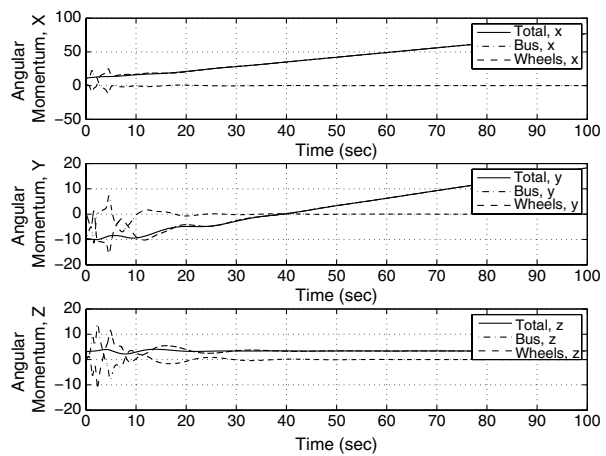 Angular
Momentum, X
100
50
0
−50
0 10 20 30 40 50 60 70 80 90 100
Time (sec)
Total, x
Bus, x
Wheels, x
Angular
Momentum, Y
20
10
0
−10
−20
0 10 20 30 40 50 60 70 80 90 100
Time (sec)
Total, y
Bus, y
Wheels, y
Angular
Momentum, Z
20
10
0
−10
−20
0 10 20 30 40 50 60 70 80 90 100
Time (sec)
Total, z
Bus, z
Wheels, z